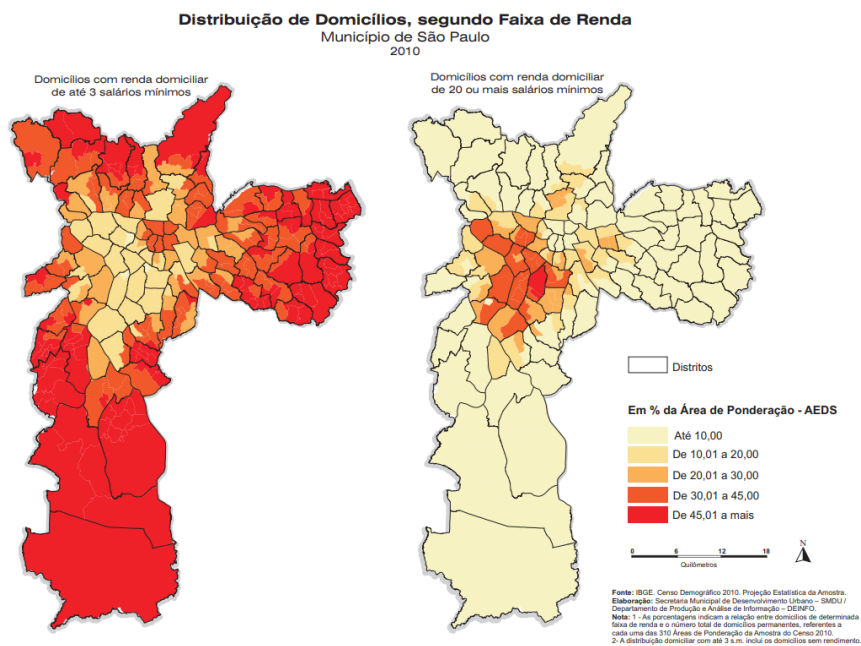 Distribuição de Domicílios, segundo Faixa de Renda
Município de São Paulo
2010
Domicílios com renda domiciliar
de até 3 salários mínimos
Domicílios com renda domiciliar
de 20 ou mais salários mínimos
Distritos
Em % da Área de Ponderação - AEDS
Até 10,00
De 10,01 a 20,00
De 20,01 a 30,00
De 30,01 a 45,00
De 45,01 a mais
0 6 12 18
Quilômetros
N
Fonte: IBGE. Censo Demográfico 2010. Projeção Estatística da Amostra.
Elaboração: Secretaria Municipal de Desenvolvimento Urbano – SMDU /
Departamento de Produção e Análise de Informação – DEINFO.
Nota: 1 - As porcentagens indicam a relação entre domicílios de determinada
faixa de renda e o número total de domicílios permanentes, referentes a
cada uma das 310 Áreas de Ponderação da Amostra do Censo 2010.
2- A distribuição domiciliar com até 3 s.m. inclui os domicílios sem rendimento.